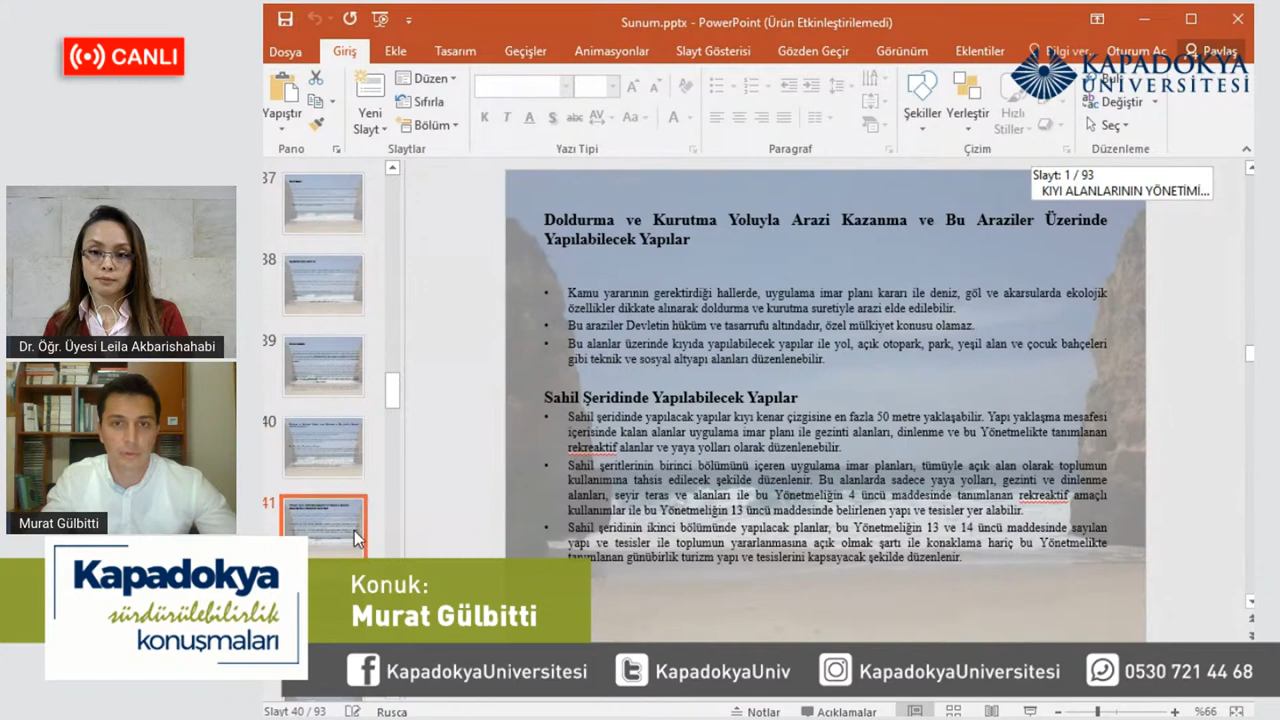 CANLI
Sunum.pptx - PowerPoint (Ürün Etkinleştirilemedi)
Dosya Giriş Ekle Tasarım Geçişler Animasyonlar Slayt Gösterisi Gözden Geçir Görünüm Eklentiler Bilgi ver. Oturum Aç Paylaş
KAPADOKYA
ÜNİVERSİTESİ
Yapıştır
Yeni
Slayt
Düzen
Sıfırla
Bölüm
K T A S abc AV Aa A
Şekiller Yerleştir Hızlı
Stiller
Bul
Değiştir
Seç
Pano Slaytlar Yazı Tipi Paragraf Çizim Düzenleme
Slayt: 1 / 93
KIYI ALANLARININ YÖNETİMİ...
37
38
39
40
41
Doldurma ve Kurutma Yoluyla Arazi Kazanma ve Bu Araziler Üzerinde
Yapılabilecek Yapılar
• Kamu yararının gerektirdiği hallerde, uygulama imar planı kararı ile deniz, göl ve akarsularda ekolojik
özellikler dikkate alınarak doldurma ve kurutma suretiyle arazi elde edilebilir.
• Bu araziler Devletin hüküm ve tasarrufu altındadır, özel mülkiyet konusu olamaz.
• Bu alanlar üzerinde kıyıda yapılabilecek yapılar ile yol, açık otopark, park, yeşil alan ve çocuk bahçeleri
gibi teknik ve sosyal altyapı alanları düzenlenebilir.
Sahil Şeridinde Yapılabilecek Yapılar
• Sahil şeridinde yapılacak yapılar kıyı kenar çizgisine en fazla 50 metre yaklaşabilir. Yapı yaklaşma mesafesi
içerisinde kalan alanlar uygulama imar planı ile gezinti alanları, dinlenme ve bu Yönetmelikte tanımlanan
rekreaktif alanlar ve yaya yolları olarak düzenlenebilir.
• Sahil şeritlerinin birinci bölümünü içeren uygulama imar planları, tümüyle açık alan olarak toplumun
kullanımına tahsis edilecek şekilde düzenlenir. Bu alanlarda sadece yaya yolları, gezinti ve dinlenme
alanları, seyir teras ve alanları ile bu Yönetmeliğin 4 üncü maddesinde tanımlanan rekreaktif amaçlı
kullanımlar ile bu Yönetmeliğin 13 üncü maddesinde belirlenen yapı ve tesisler yer alabilir.
• Sahil şeridinin ikinci bölümünde yapılacak planlar, bu Yönetmeliğin 13 ve 14 üncü maddesinde sayılan
yapı ve tesisler ile toplumun yararlanmasına açık olmak şartı ile konaklama hariç bu Yönetmelikte
tanımlanan günübirlik turizm yapı ve tesislerini kapsayacak şekilde düzenlenir.
Dr. Öğr. Üyesi Leila Akbarishahabi
Murat Gülbitti
Kapadokya
sürdürülebilirlik
konuşmaları
Konuk:
Murat Gülbitti
KapadokyaUniversitesi KapadokyaUniv KapadokyaUniversitesi 0530 721 44 68
Slayt 40 / 93 Rusca Notlar Açıklamalar %66